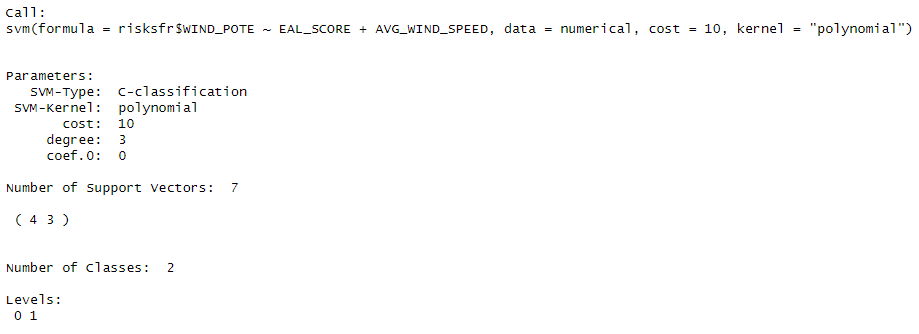 Call:
svm(formula = risksfr$WIND_POTE ~ EAL_SCORE + AVG_WIND_SPEED, data = numerical, cost = 10, kernel = "polynomial")
Parameters:
SVM-Type:  C-classification
SVM-Kernel:  polynomial
cost:  10
degree:  3
coef.0:  0
Number of Support Vectors:  7
( 4 3 )
Number of Classes:  2
Levels:
0 1